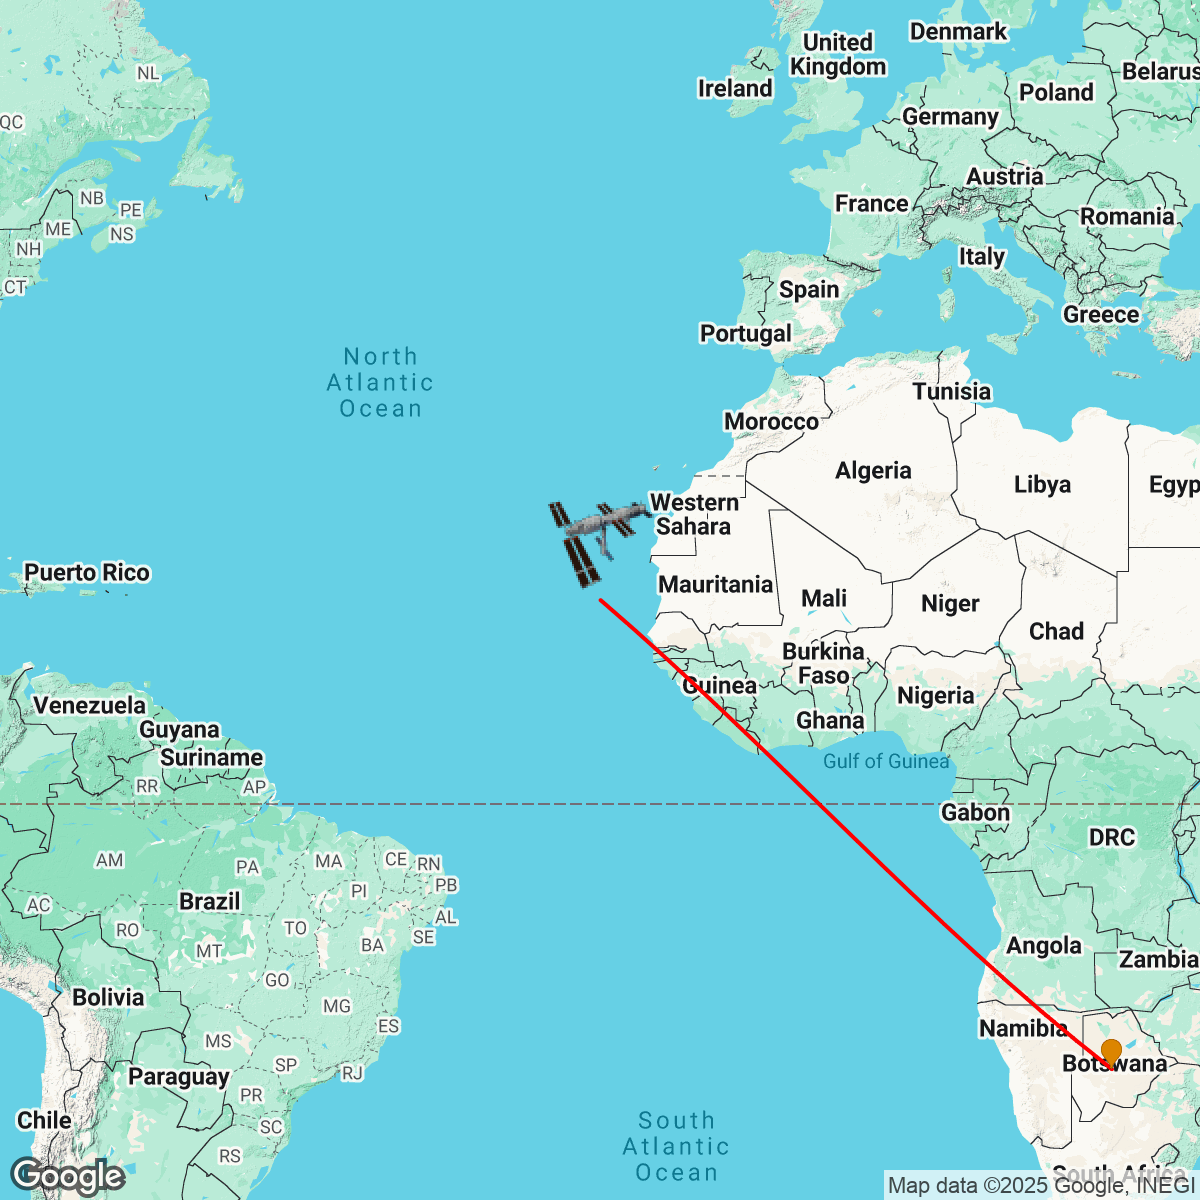 Denmark
United
Kingdom
Belarus
Ireland
Poland
NL
Germany
QC
Austria
NB
France
PE
Romania
ME
NS
NH
Italy
CT
Spain
Greece
Portugal
North
Atlantic
Ocean
Tunisia
Morocco
Algeria
Libya
Egyp
Western
Sahara
Puerto Rico
Mauritania
Mali
Niger
Chad
Burkina
Faso
Guinea
Nigeria
Venezuela
Ghana
Guyana
Suriname
Gulf of Guinea
RR
AP
Gabon
DRC
AM
MA
CE
RN
PA
PI
PB
Brazil
AC
AL
TO
RO
SE
BA
MT
Angola
Zambia
GO
Bolivia
MG
ES
Namibia
MS
SP
Botswana
RJ
Paraguay
PR
Chile
SC
South
Atlantic
Ocean
RS
South Africa
Google
Map data ©2025 Google, INEGI